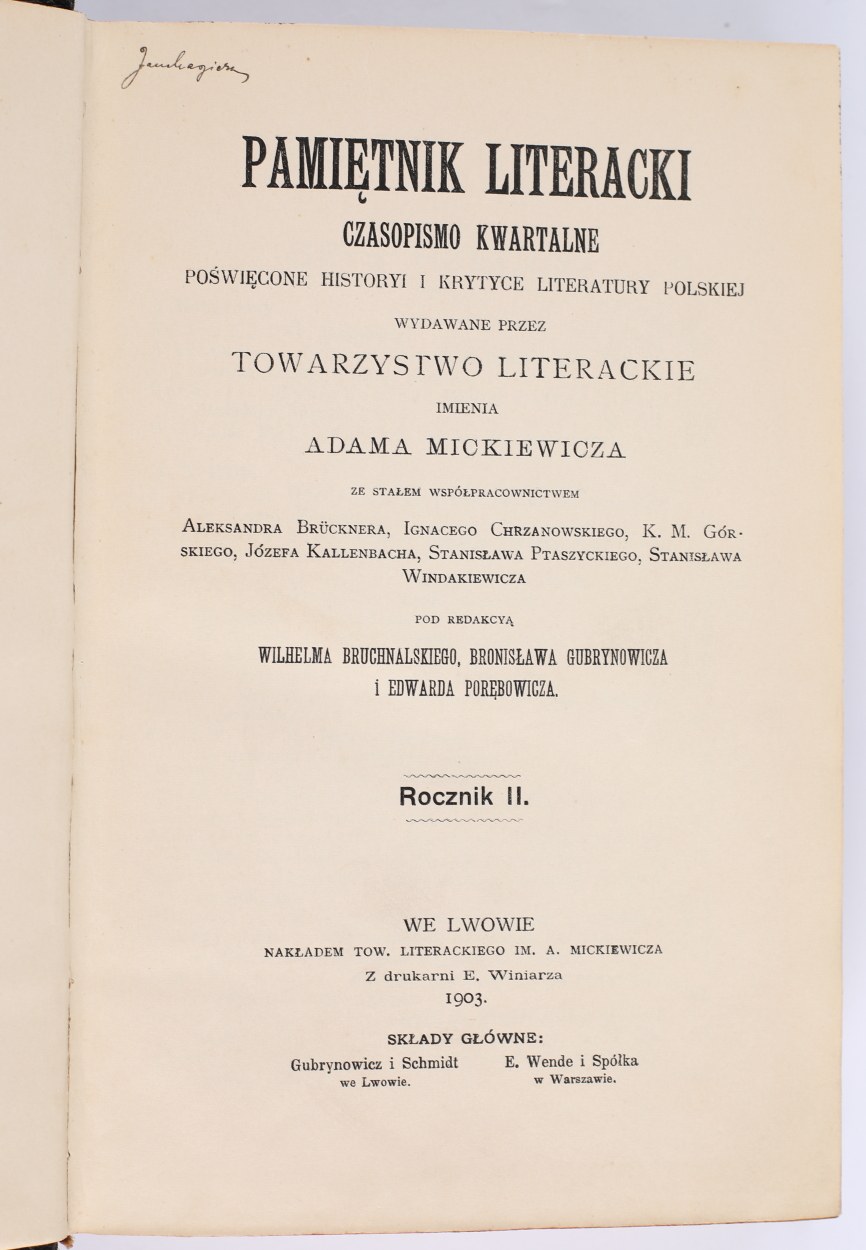 PAMIĘTNIK LITERACKI
CZASOPISMO KWARTALNE
POŚWIĘCONE HISTORYI I KRYTYCE LITERATURY POLSKIEJ
WYDAWANE PRZEZ
TOWARZYSTWO LITERACKIE
IMIENIA
ADAMA MICKIEWICZA
ZE STAŁEM WSPÓŁPRACOWNICTWEM
ALEKSANDRA BRÜCKNERA, IGNACEGO CHRZANOWSKIEGO, K. M. GÓR-
SKIEGO, JÓZEFA KALLENBACHA, STANISŁAWA PTASZYCKIEGO, STANISŁAWA
WINDAKIEWICZA
POD REDAKCYĄ
WILHELMA BRUCHNALSKIEGO, BRONISŁAWA GUBRYNOWICZA
i EDWARDA PORĘBOWICZA.
Rocznik II.
WE LWOWIE
NAKŁADEM TOW. LITERACKIEGO IM. A. MICKIEWICZA
Z drukarni E. Winiarza
1903.
SKŁADY GŁÓWNE:
Gubrynowicz i Schmidt E. Wende i Spółka
we Lwowie. w Warszawie.